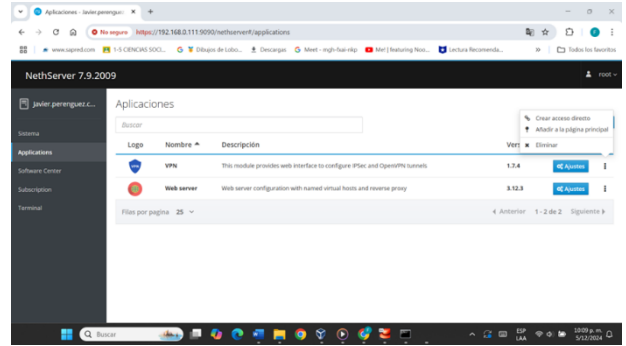 Aplicaciones - Javier.perenguez
No seguro https://192.168.0.111:9090/nethserver#/applications
www.sapred.com 1-5 CIENCIAS SOCI... Dibujos de Lobo... Descargas Meet - mgh-fxai-nkp Me! | featuring Noo... Lectura Recomenda... Todos los favoritos
NethServer 7.9.2009
root
Javier.perenguez.c...
Sistema
Applications
Software Center
Subscription
Terminal
Aplicaciones
Buscar
Crear acceso directo
Añadir a la página principal
Eliminar
Logo Nombre Descripción Vers
VPN This module provides web interface to configure IPSec and OpenVPN tunnels 1.7.4 Ajustes
Web server Web server configuration with named virtual hosts and reverse proxy 3.12.3 Ajustes
Filas por pagina 25 Anterior 1 - 2 de 2 Siguiente
Buscar
ESP
LAA
10:09 p. m.
5/12/2024